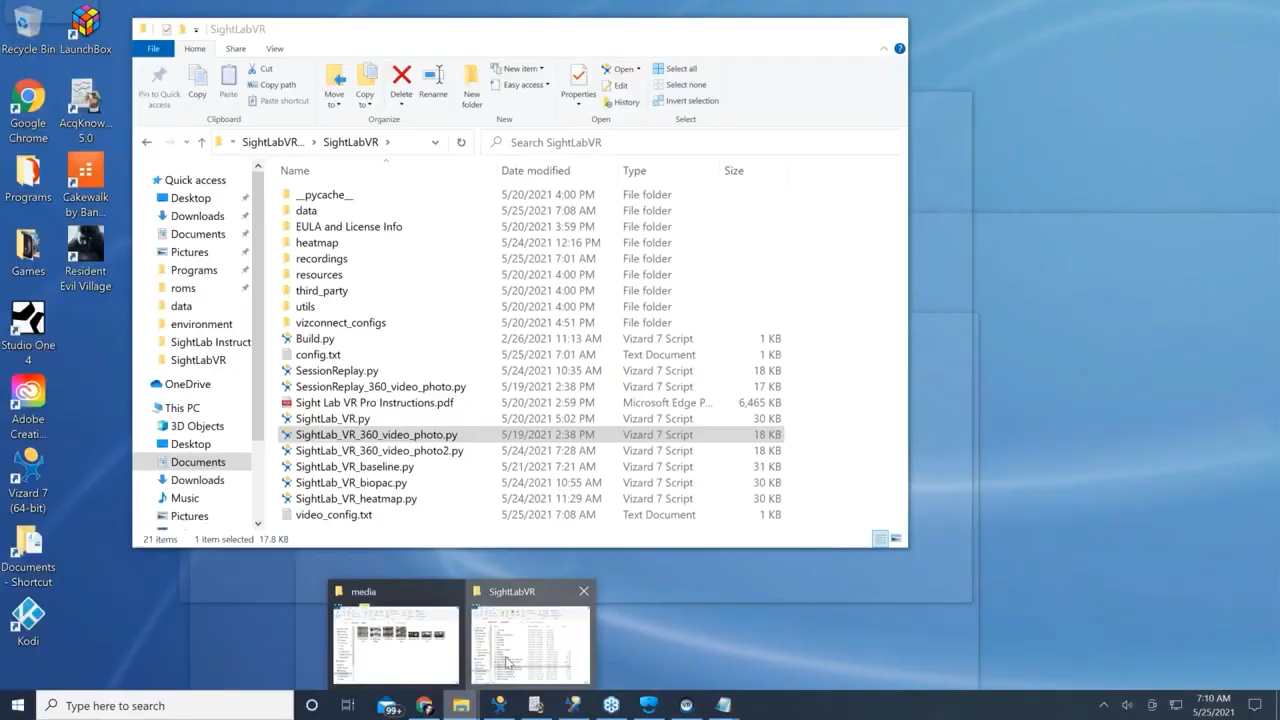 SightLabVR
File
Home
Share
View
Pin to Quick access
Copy
Paste
Cut
Copy path
Paste shortcut
Clipboard
Move to
Copy to
Delete
Rename
Organize
New folder
New item
Easy access
New
Properties
Open
Edit
History
Open
Select all
Select none
Invert selection
Select
SightLabVR... › SightLabVR ›
Search SightLabVR
Name Date modified Type Size
__pycache__ 5/20/2021 4:00 PM File folder
data 5/25/2021 7:08 AM File folder
EULA and License Info 5/20/2021 3:59 PM File folder
heatmap 5/24/2021 12:16 PM File folder
recordings 5/25/2021 7:01 AM File folder
resources 5/20/2021 4:00 PM File folder
third_party 5/20/2021 4:00 PM File folder
utils 5/20/2021 4:00 PM File folder
vizconnect_configs 5/20/2021 4:51 PM File folder
Build.py 2/26/2021 11:13 AM Vizard 7 Script 1 KB
config.txt 5/25/2021 7:01 AM Text Document 1 KB
SessionReplay.py 5/24/2021 10:35 AM Vizard 7 Script 18 KB
SessionReplay_360_video_photo.py 5/19/2021 2:38 PM Vizard 7 Script 17 KB
Sight Lab VR Pro Instructions.pdf 5/20/2021 2:59 PM Microsoft Edge P... 6,465 KB
SightLab_VR.py 5/20/2021 5:02 PM Vizard 7 Script 30 KB
SightLab_VR_360_video_photo.py 5/19/2021 2:38 PM Vizard 7 Script 18 KB
SightLab_VR_360_video_photo2.py 5/24/2021 7:28 AM Vizard 7 Script 18 KB
SightLab_VR_baseline.py 5/21/2021 7:21 AM Vizard 7 Script 31 KB
SightLab_VR_biopac.py 5/24/2021 10:55 AM Vizard 7 Script 30 KB
SightLab_VR_heatmap.py 5/24/2021 11:29 AM Vizard 7 Script 30 KB
video_config.txt 5/25/2021 7:08 AM Text Document 1 KB
Quick access
Desktop
Downloads
Documents
Pictures
Programs
roms
data
environment
SightLab Instruct
SightLabVR
OneDrive
This PC
3D Objects
Desktop
Documents
Downloads
Music
Pictures
21 items 1 item selected 17.8 KB
Recycle Bin
LaunchBox
Google Chrome
AcqKnow... 5.0
Programs
Cakewalk by Ban...
Games
Resident Evil Village
Studio One 4
Adobe Creati...
Vizard 7 (64-bit)
Documents - Shortcut
Kodi
media
SightLabVR
Type here to search
99+
7:10 AM
5/25/2021